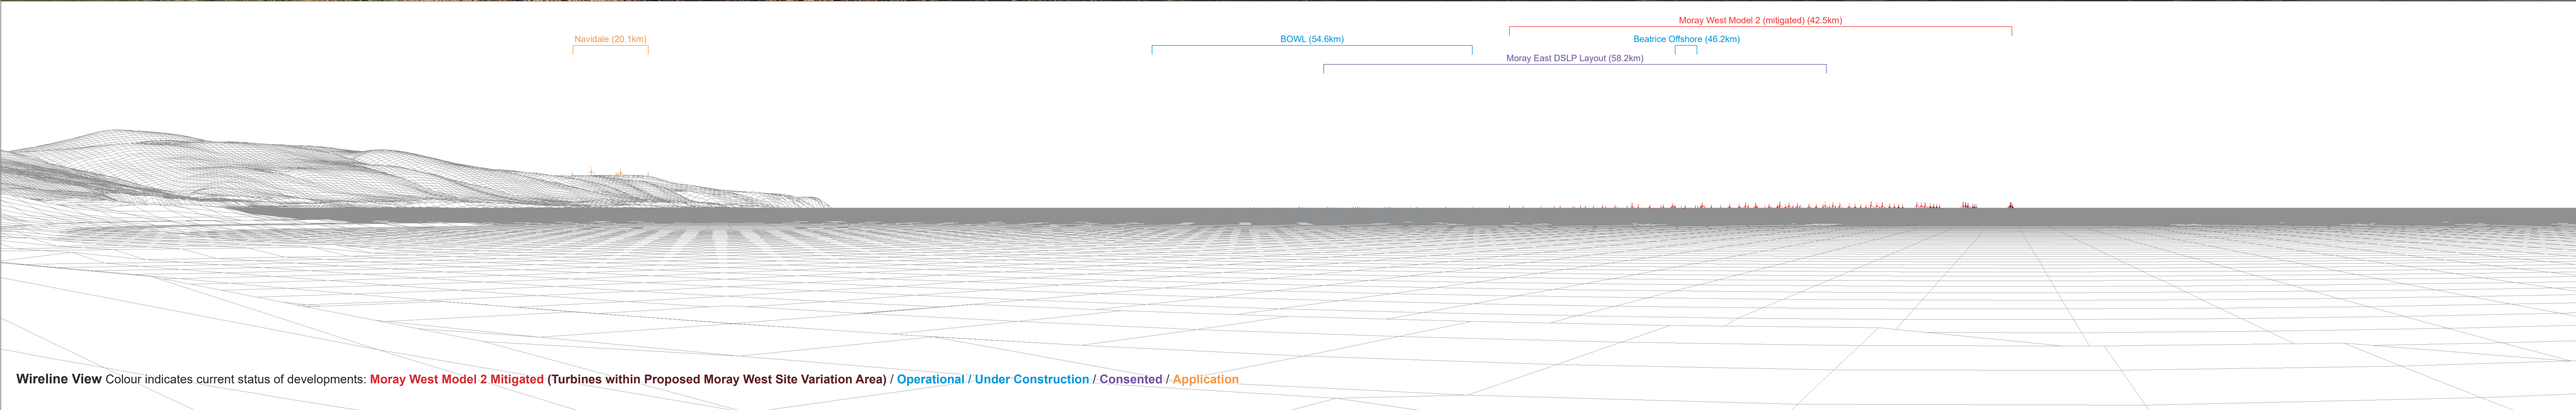 Moray West Model 2 (mitigated) (42.5km)
Navidale (20.1km)
BOWL (54.6km)
Beatrice Offshore (46.2km)
Moray East DSLP Layout (58.2km)
Wireline View Colour indicates current status of developments: Moray West Model 2 Mitigated (Turbines within Proposed Moray West Site Variation Area) / Operational / Under Construction / Consented / Application